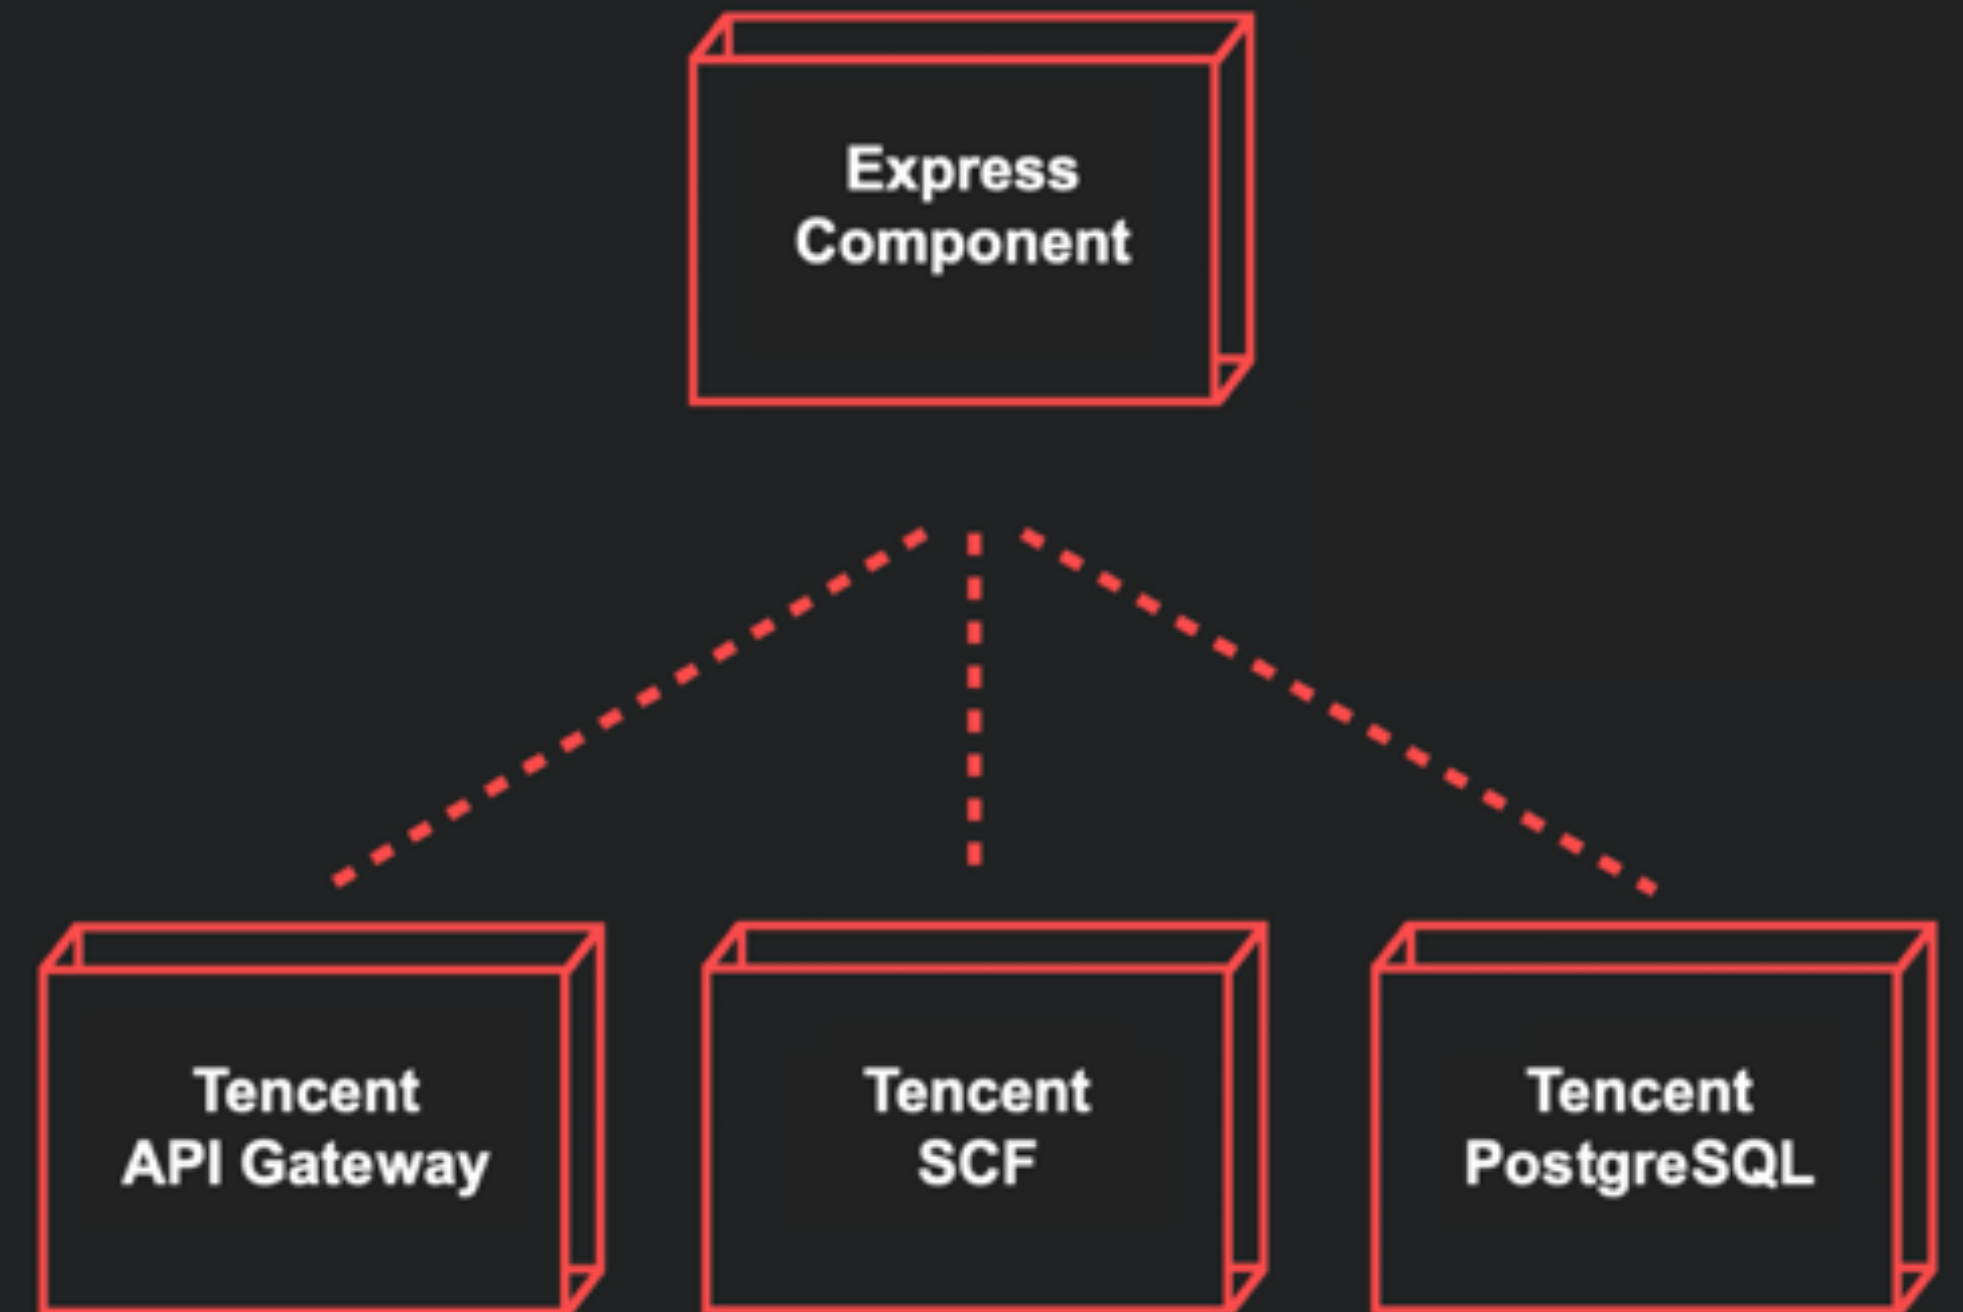 Express
Component
Tencent
API Gateway
Tencent
SCF
Tencent
PostgreSQL